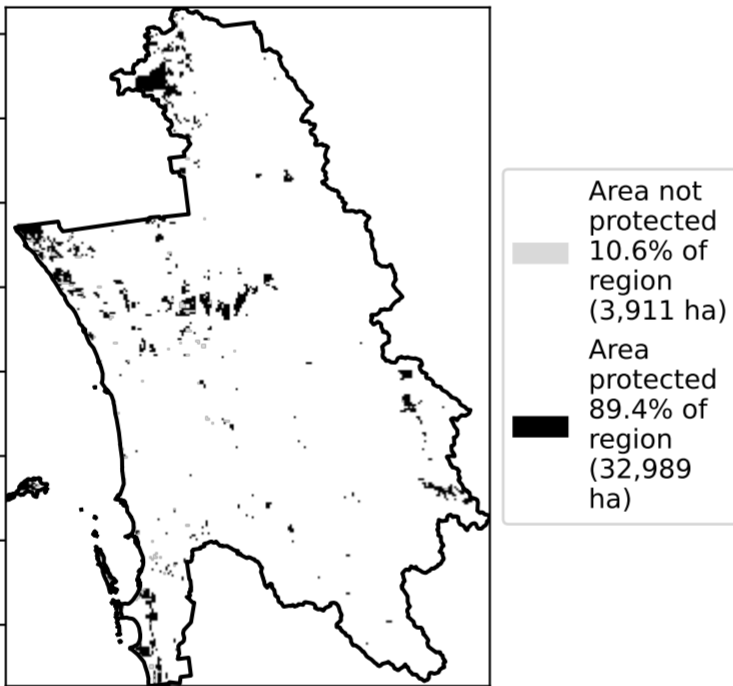 Area not
protected
10.6% of
region
(3,911 ha)
Area
protected
89.4% of
region
(32,989
ha)